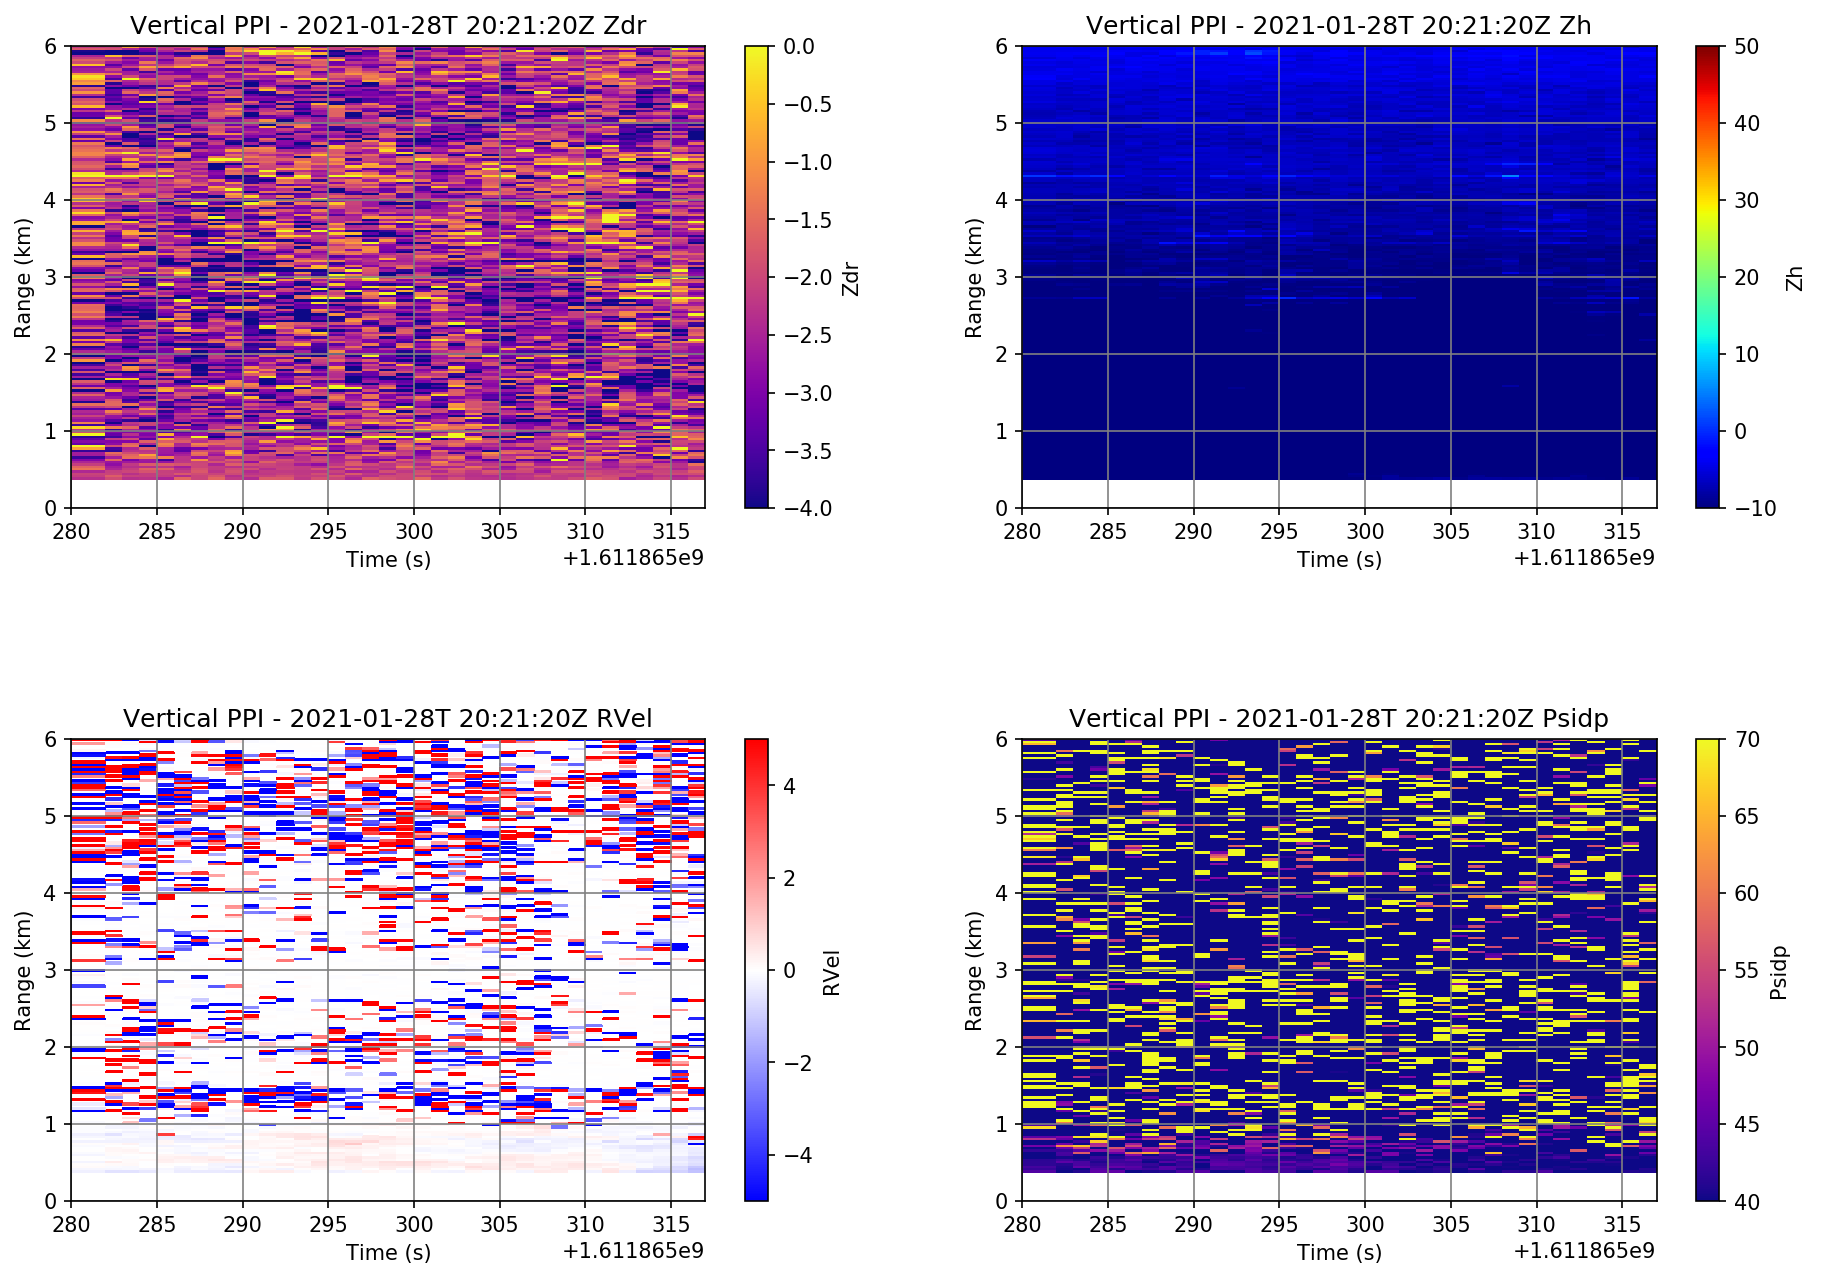 Vertical PPI - 2021-01-28T 20:21:20Z Zdr
6
5
4
3
2
1
0
Range (km)
280 285 290 295 300 305 310 315
Time (s)
+1.611865e9
0.0
−0.5
−1.0
−1.5
−2.0
−2.5
−3.0
−3.5
−4.0
Zdr
Vertical PPI - 2021-01-28T 20:21:20Z Zh
6
5
4
3
2
1
0
Range (km)
280 285 290 295 300 305 310 315
Time (s)
+1.611865e9
50
40
30
20
10
0
−10
Zh
Vertical PPI - 2021-01-28T 20:21:20Z RVel
6
5
4
3
2
1
0
Range (km)
280 285 290 295 300 305 310 315
Time (s)
+1.611865e9
4
2
0
−2
−4
RVel
Vertical PPI - 2021-01-28T 20:21:20Z Psidp
6
5
4
3
2
1
0
Range (km)
280 285 290 295 300 305 310 315
Time (s)
+1.611865e9
70
65
60
55
50
45
40
Psidp